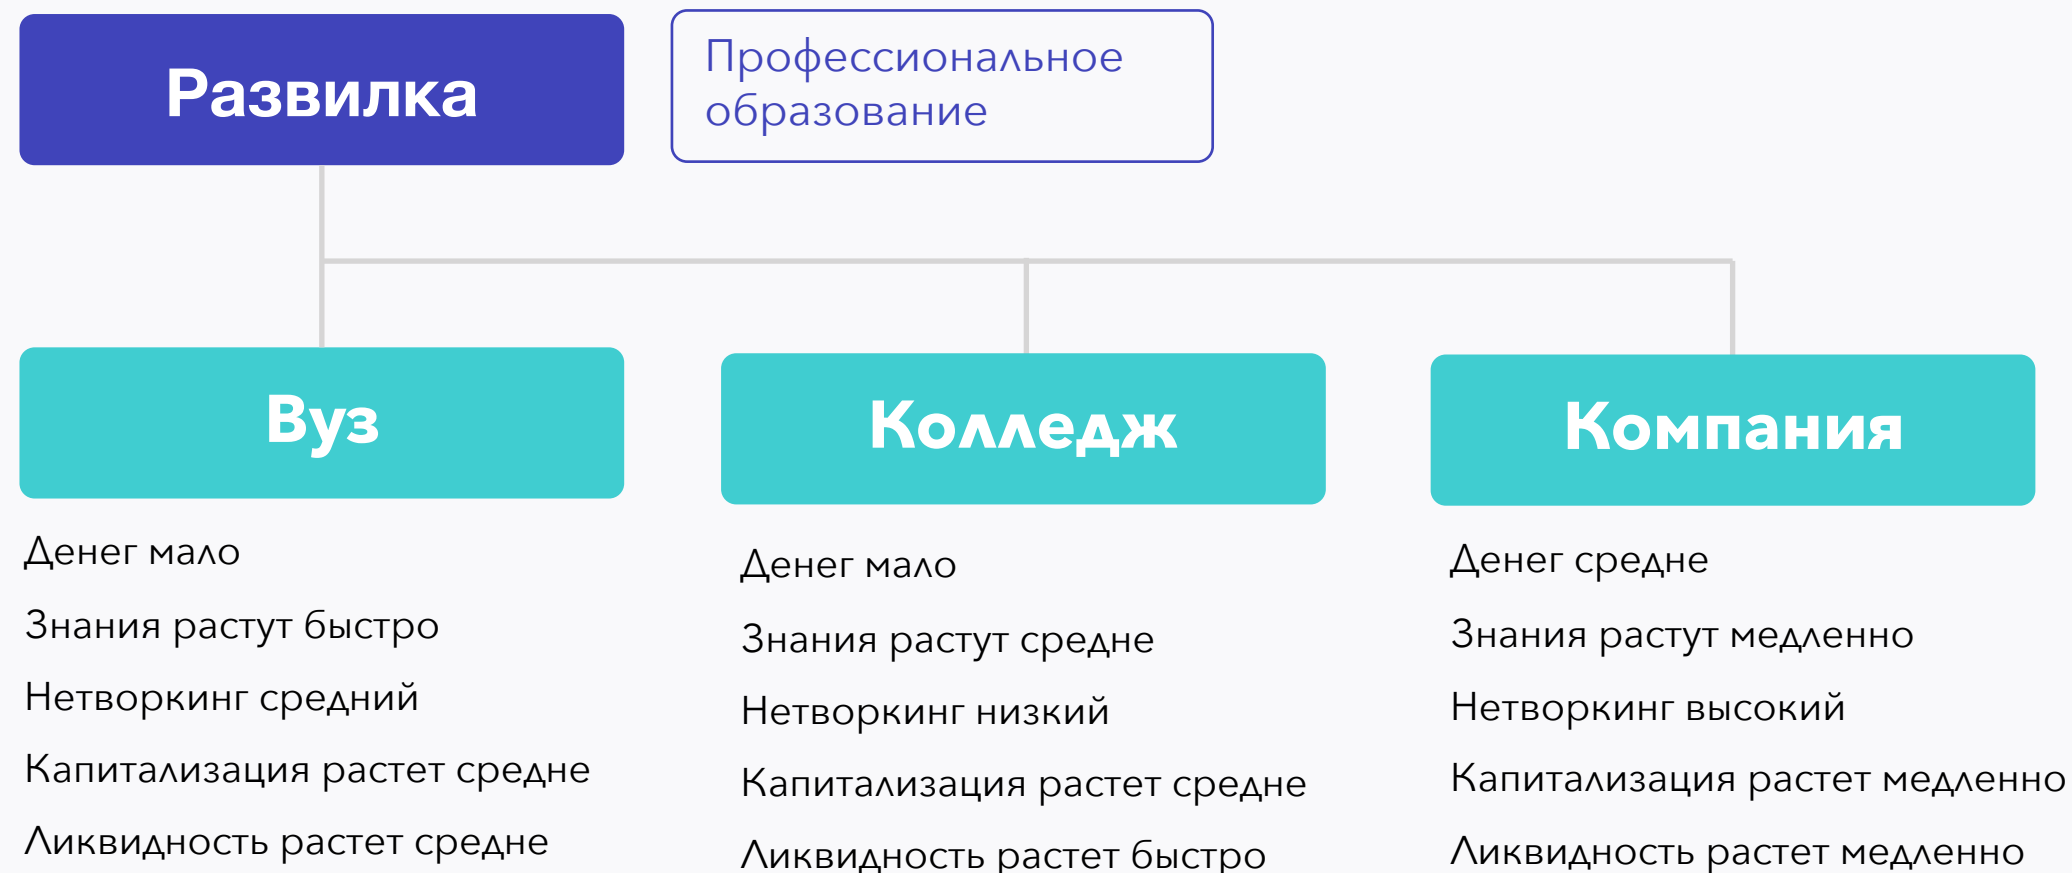 Развилка
Профессиональное
образование
Вуз
Колледж
Компания
Денег мало
Знания растут быстро
Нетворкинг средний
Капитализация растет средне
Ликвидность растет средне
Денег мало
Знания растут средне
Нетворкинг низкий
Капитализация растет средне
Ликвидность растет быстро
Денег средне
Знания растут медленно
Нетворкинг высокий
Капитализация растет медленно
Ликвидность растет медленно